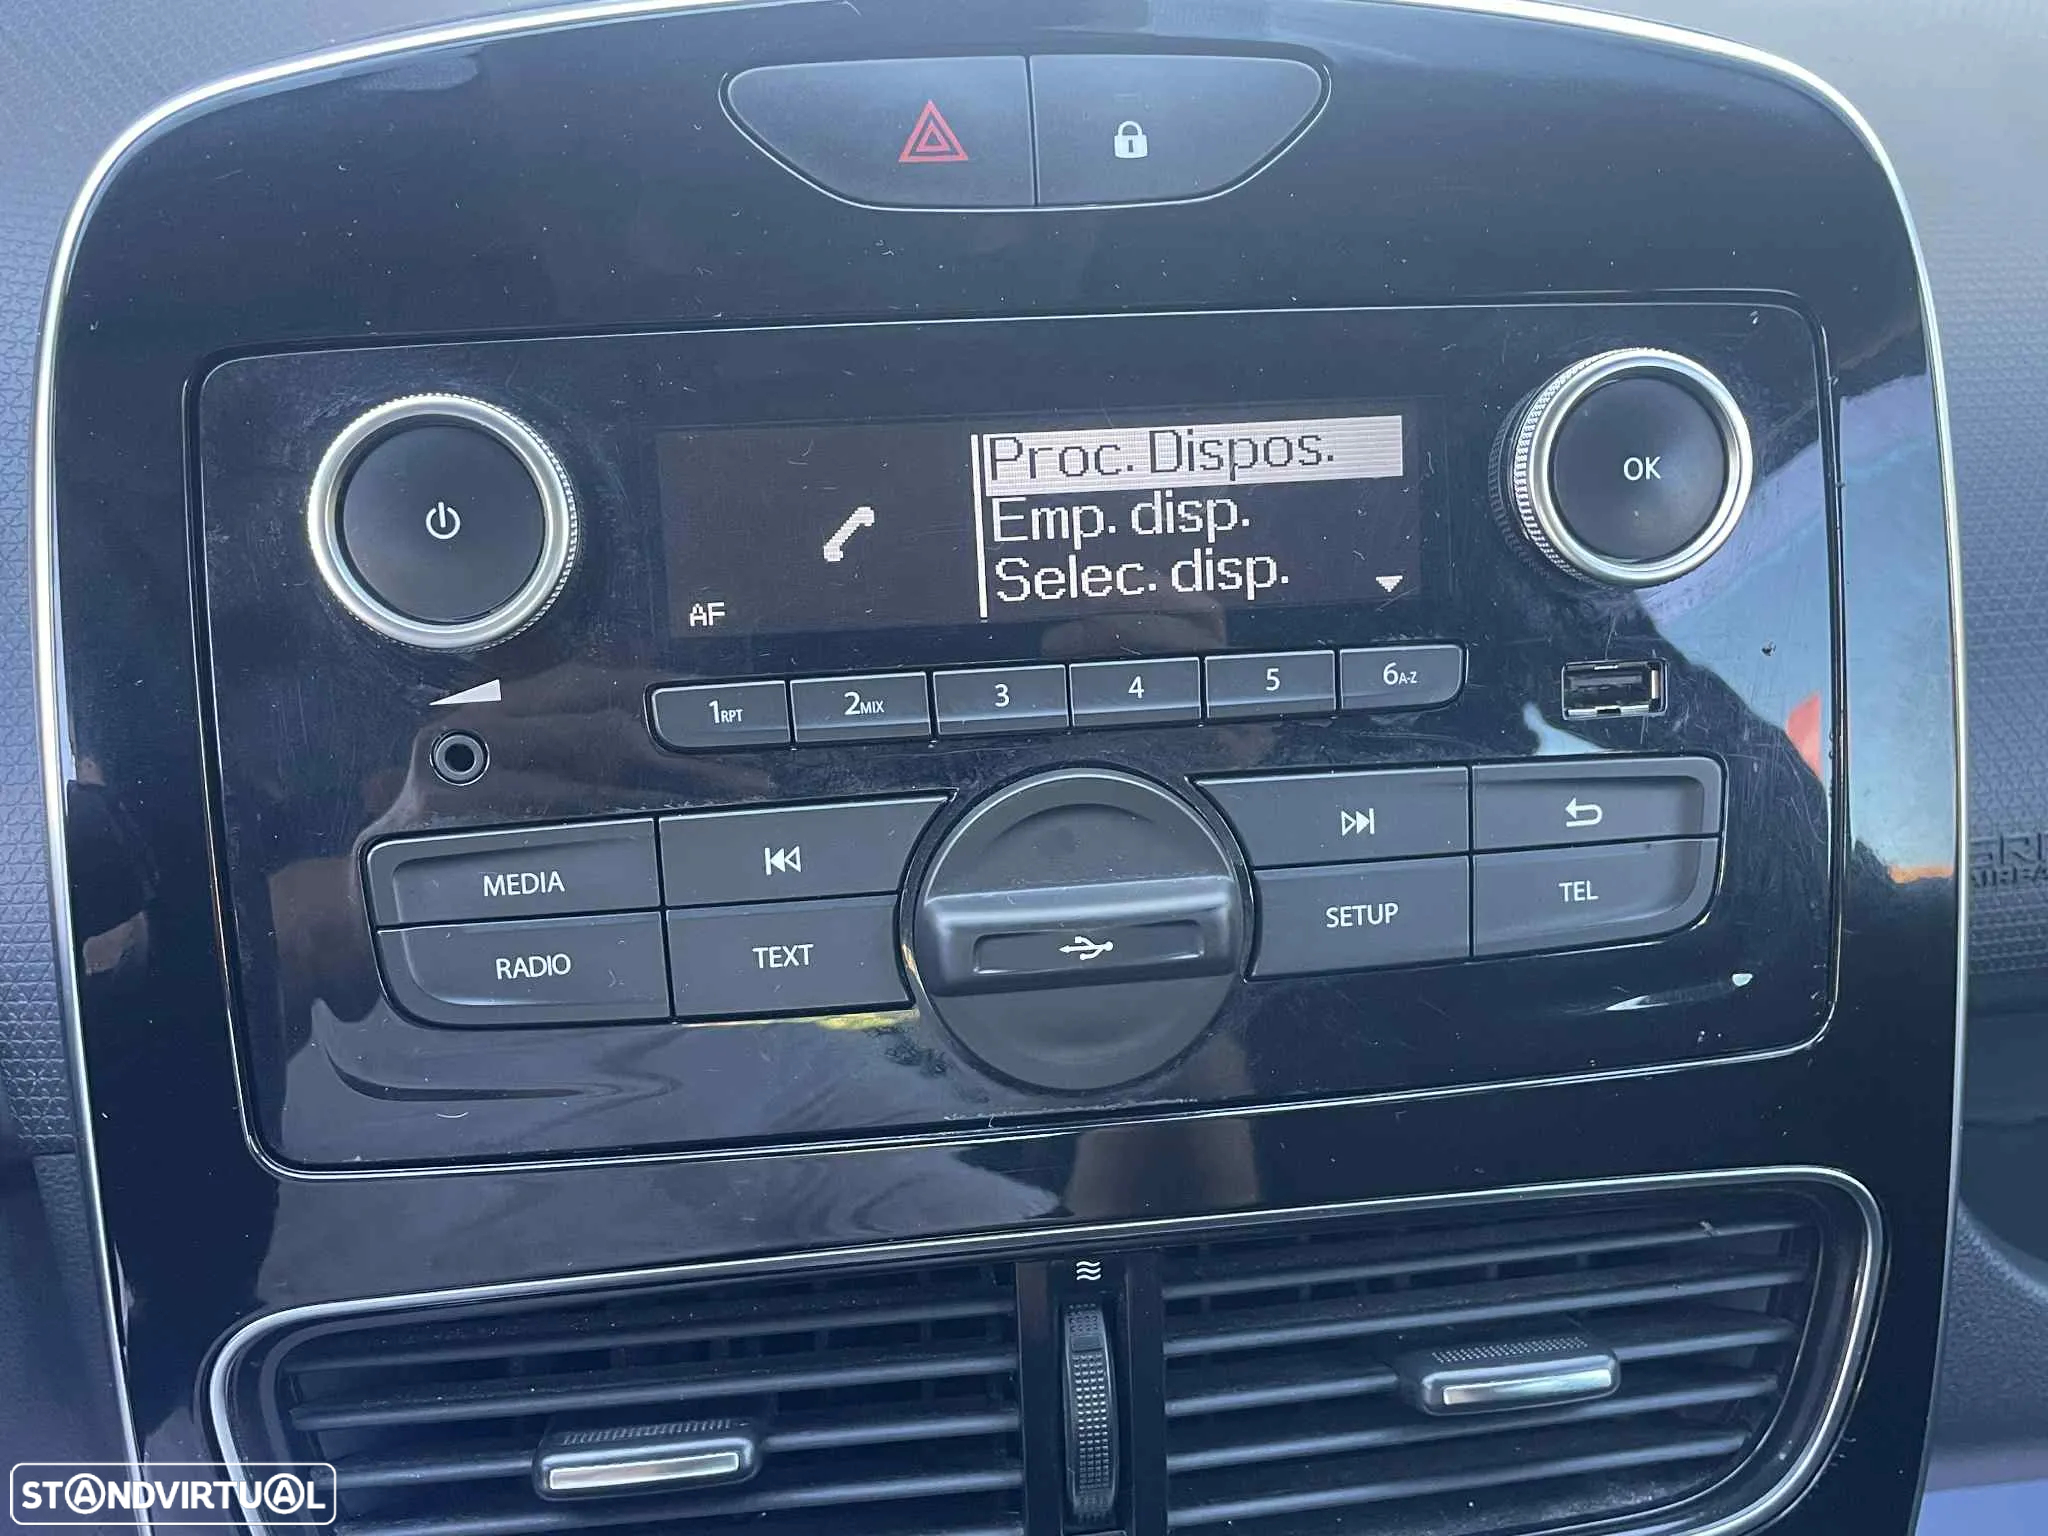 Proc. Dispos.
Emp. disp.
Selec. disp.
AF
1RPT 2MIX 3 4 5 6A-Z
OK
MEDIA
RADIO
TEXT
SETUP
TEL
STANDVIRTUAL